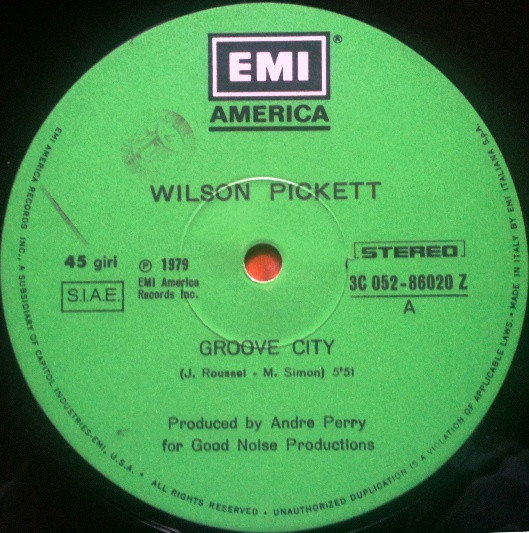 EMI®
AMERICA
WILSON PICKETT
45 giri
S.I.A.E.
℗ 1979
EMI America
Records Inc.
STEREO
3C 052-86020 Z
A
GROOVE CITY
(J. Roussel - M. Simon) 5'51
Produced by Andre Perry
for Good Noise Productions
EMI AMERICA RECORDS INC., A SUBSIDIARY OF CAPITOL INDUSTRIES-EMI, U.S.A. • ALL RIGHTS RESERVED • UNAUTHORIZED DUPLICATION IS A VIOLATION OF APPLICABLE LAWS. • MADE IN ITALY BY EMI ITALIANA S.p.A.